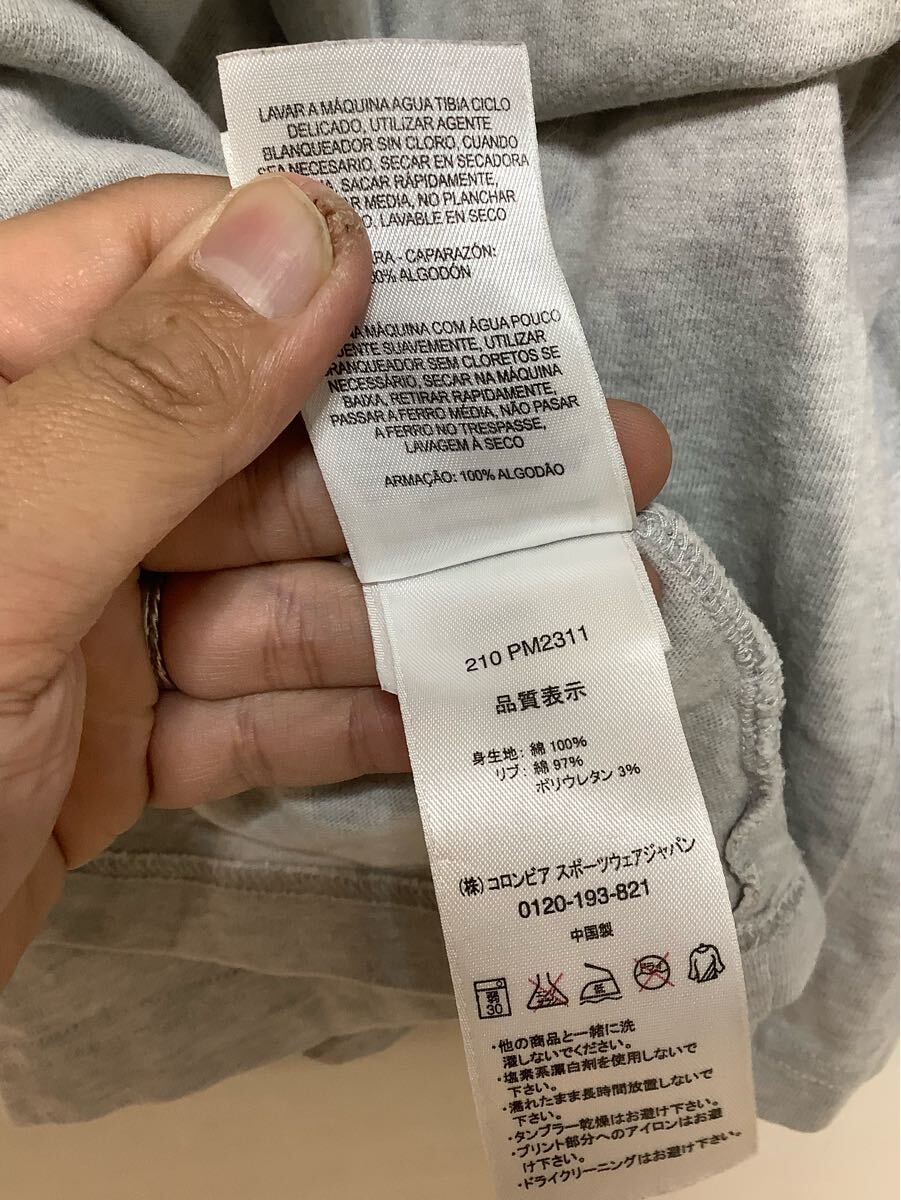 LAVAR A MÁQUINA AGUA TIBIA CICLO
DELICADO, UTILIZAR AGENTE
BLANQUEADOR SIN CLORO, CUANDO
SEA NECESARIO, SECAR EN SECADORA
SACAR RÁPIDAMENTE,
MEDIA, NO PLANCHAR
LAVABLE EN SECO
CAPARAZÓN:
ALGODÓN
MÁQUINA COM ÁGUA POUCO
SUAVEMENTE, UTILIZAR
BRANQUEADOR SEM CLORETOS SE
NECESSÁRIO, SECAR NA MÁQUINA
BAIXA, RETIRAR RAPIDAMENTE,
PASSAR A FERRO MÉDIA, NÃO PASAR
A FERRO NO TRESPASSE,
LAVAGEM À SECO
ARMAÇÃO: 100% ALGODÃO
210 PM2311
品質表示
身生地: 綿 100%
リブ: 綿 97%
ポリウレタン 3%
(株) コロンビア スポーツウェアジャパン
0120-193-821
中国製
弱 30 低 ドライ
・他の商品と一緒に洗
濯しないでください。
・塩素系漂白剤を使用しないで
下さい。
・濡れたまま長時間放置しないで
下さい。
・タンブラー乾燥はお避け下さい。
・プリント部分へのアイロンはお避
け下さい。
・ドライクリーニングはお避け下さい。